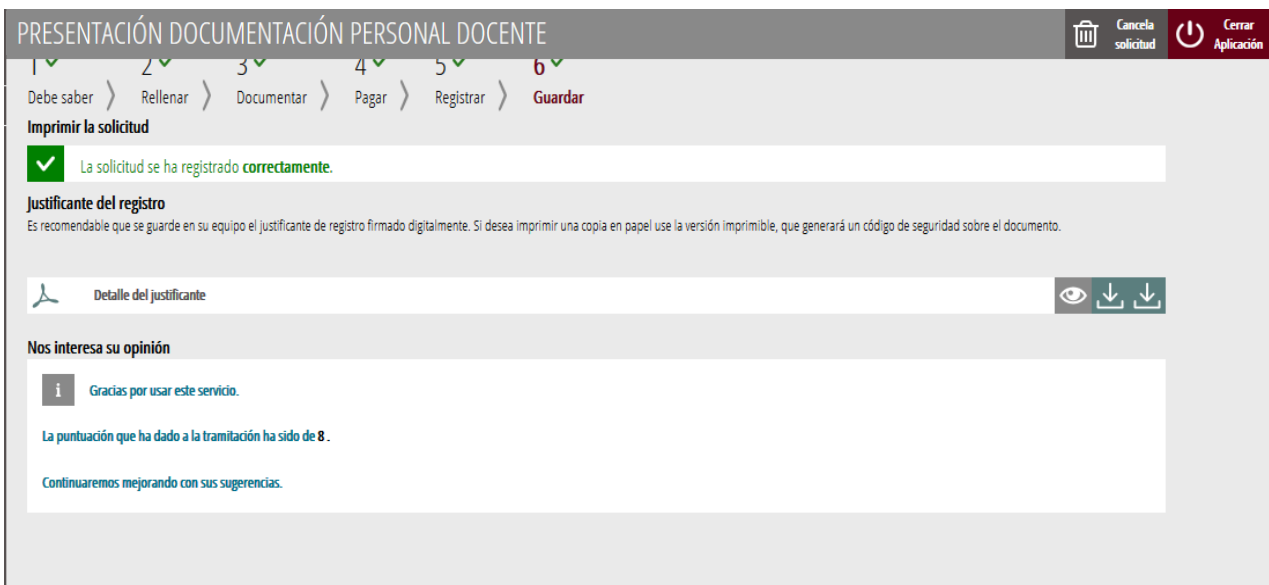 PRESENTACIÓN DOCUMENTACIÓN PERSONAL DOCENTE
Cancela
solicitud
Cerrar
Aplicación
1 2 3 4 5 6
Debe saber Rellenar Documentar Pagar Registrar Guardar
Imprimir la solicitud
La solicitud se ha registrado correctamente.
Justificante del registro
Es recomendable que se guarde en su equipo el justificante de registro firmado digitalmente. Si desea imprimir una copia en papel use la versión imprimible, que generará un código de seguridad sobre el documento.
Detalle del justificante
Nos interesa su opinión
i Gracias por usar este servicio.
La puntuación que ha dado a la tramitación ha sido de 8 .
Continuaremos mejorando con sus sugerencias.